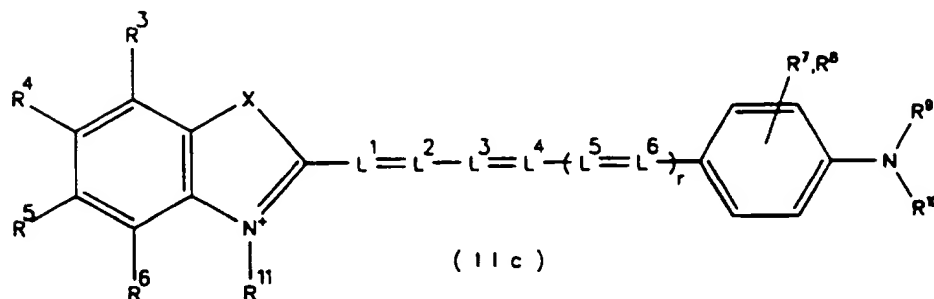 R³
R⁷,R⁸
R⁴ X R⁹
L¹=L²—L³=L⁴—(L⁵=L⁶)ᵣ N
R⁵ N⁺ R¹⁰
R⁶ R¹¹ (IIc)